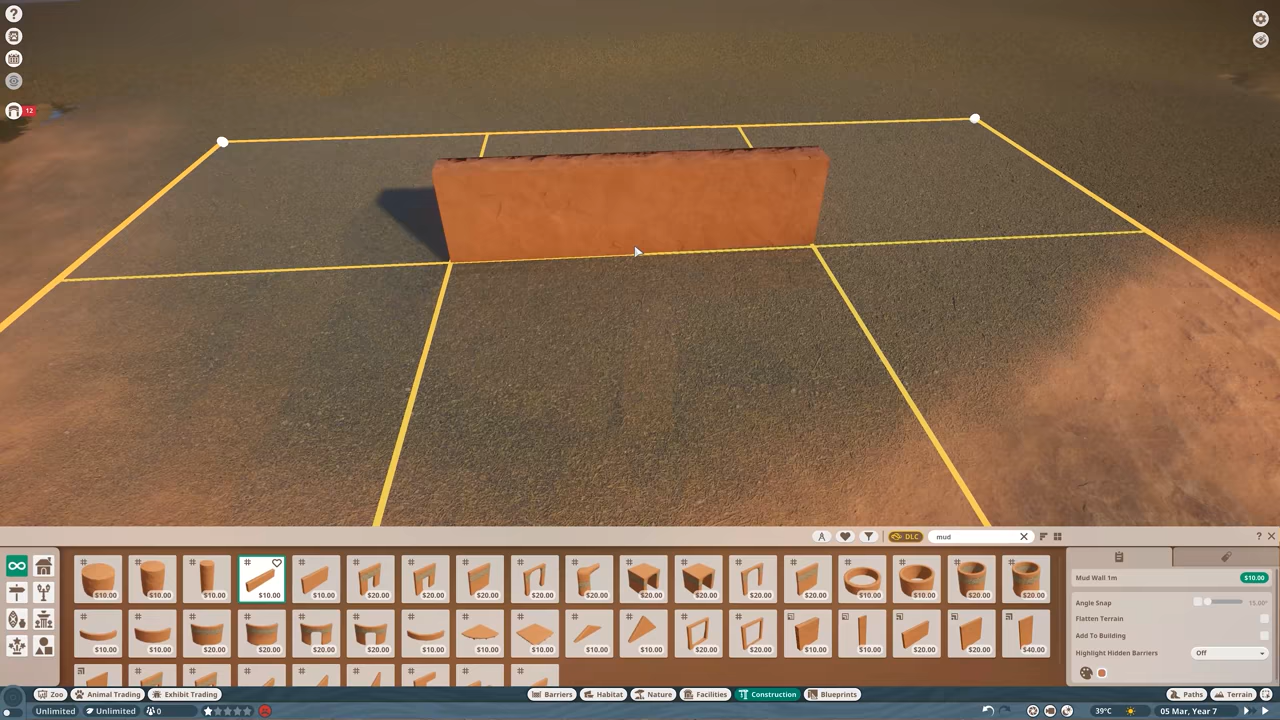 ?
12
DLC
mud
?
$10.00 $10.00 $10.00 $10.00 $10.00 $20.00 $20.00 $20.00 $20.00 $20.00 $20.00 $20.00 $20.00 $20.00 $10.00 $10.00 $20.00 $20.00
$10.00 $10.00 $20.00 $20.00 $20.00 $20.00 $10.00 $20.00 $10.00 $10.00 $10.00 $20.00 $20.00 $20.00 $10.00 $20.00 $20.00 $40.00
Mud Wall 1m $10.00
Angle Snap 15.00°
Flatten Terrain
Add To Building
Highlight Hidden Barriers Off
Zoo Animal Trading Exhibit Trading Barriers Habitat Nature Facilities Construction Blueprints Paths Terrain
Unlimited Unlimited 0 39°C 05 Mar, Year 7